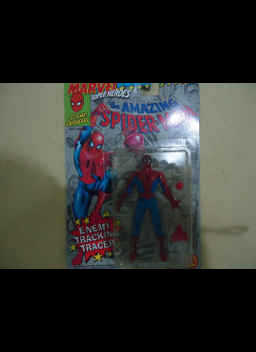 MARVEL
SUPER HEROES
the AMAZING
SPIDER-MAN
ENEMY
TRACKING
TRACER